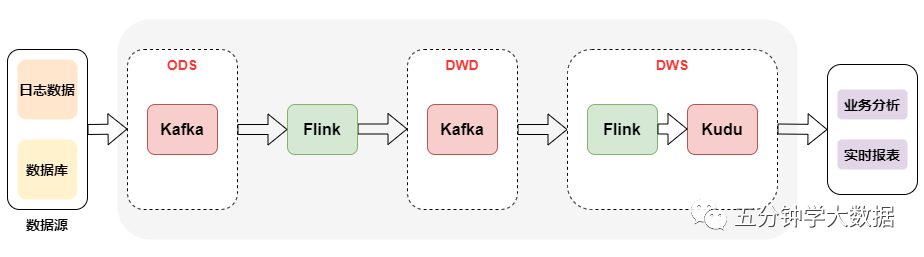 日志数据
数据库
数据源
ODS
Kafka
Flink
DWD
Kafka
DWS
Flink
Kudu
业务分析
实时报表
五分钟学大数据